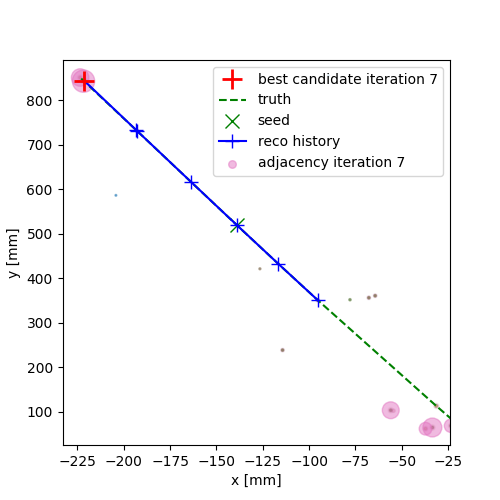 best candidate iteration 7
truth
seed
reco history
adjacency iteration 7
y [mm]
800
700
600
500
400
300
200
100
−225
−200
−175
−150
−125
−100
−75
−50
−25
x [mm]